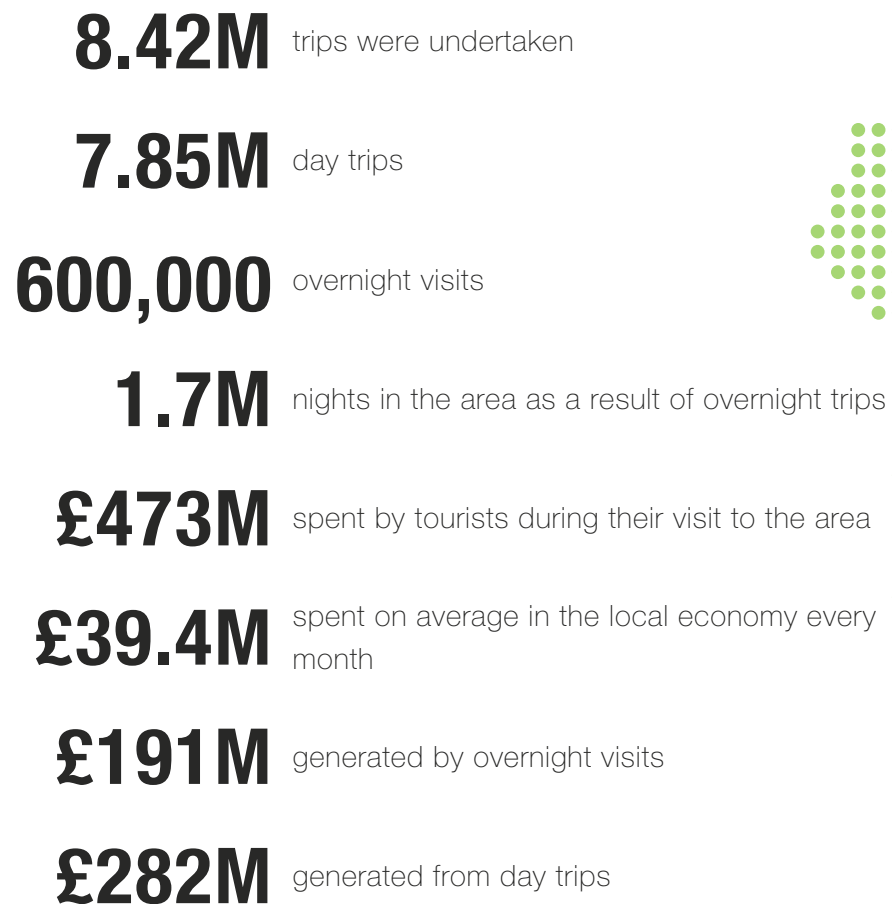 8.42M trips were undertaken
7.85M day trips
600,000 overnight visits
1.7M nights in the area as a result of overnight trips
£473M spent by tourists during their visit to the area
£39.4M spent on average in the local economy every
month
£191M generated by overnight visits
£282M generated from day trips